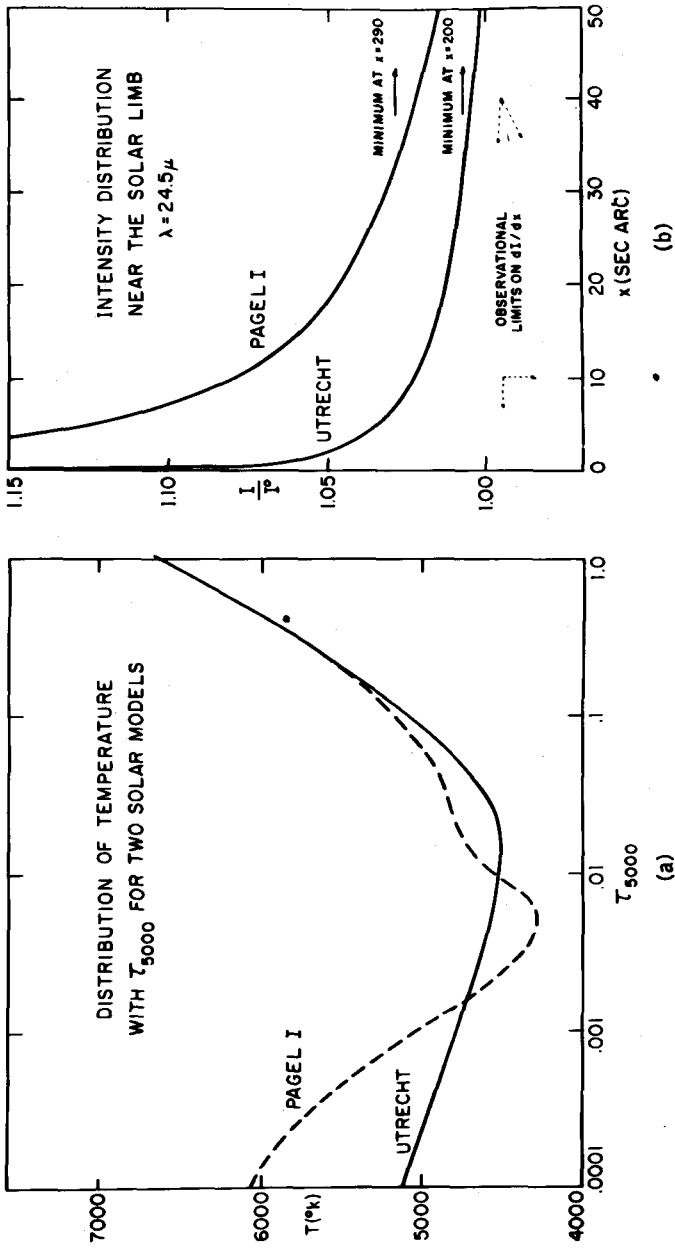 DISTRIBUTION OF TEMPERATURE
WITH τ5000 FOR TWO SOLAR MODELS
7000
6000
T(°k)
5000
4000
PAGEL I
UTRECHT
.0001
.001
.01
.1
1.0
τ5000
(a)
INTENSITY DISTRIBUTION
NEAR THE SOLAR LIMB
λ = 24.5μ
1.15
1.10
I/I°
1.05
1.00
PAGEL I
UTRECHT
MINIMUM AT x=290
MINIMUM AT x=200
OBSERVATIONAL
LIMITS ON dI/dx
0
10
20
30
40
50
x (SEC ARC)
(b)